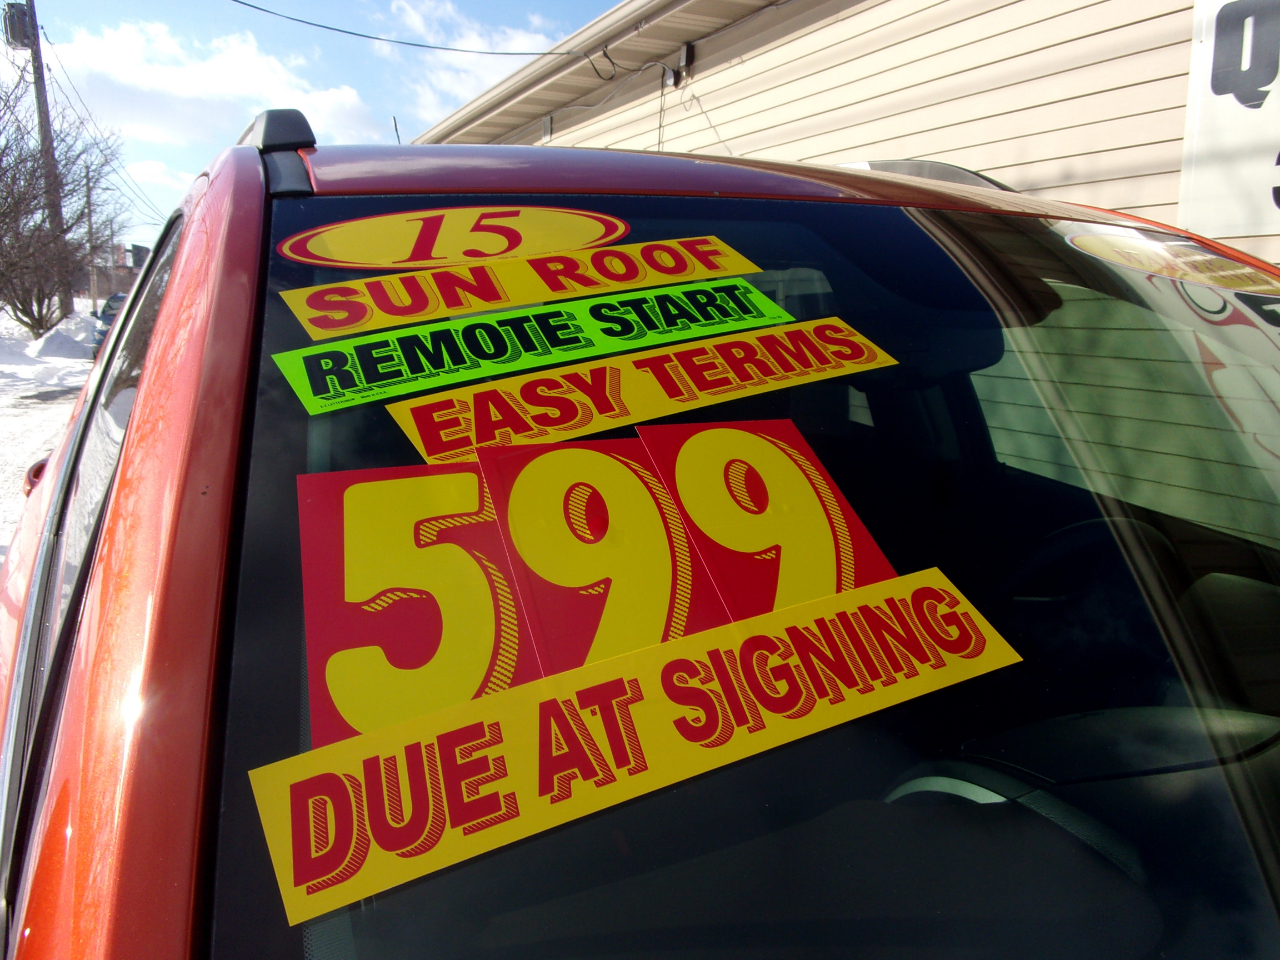 15
SUN ROOF
REMOTE START
EASY TERMS
599
DUE AT SIGNING
Q